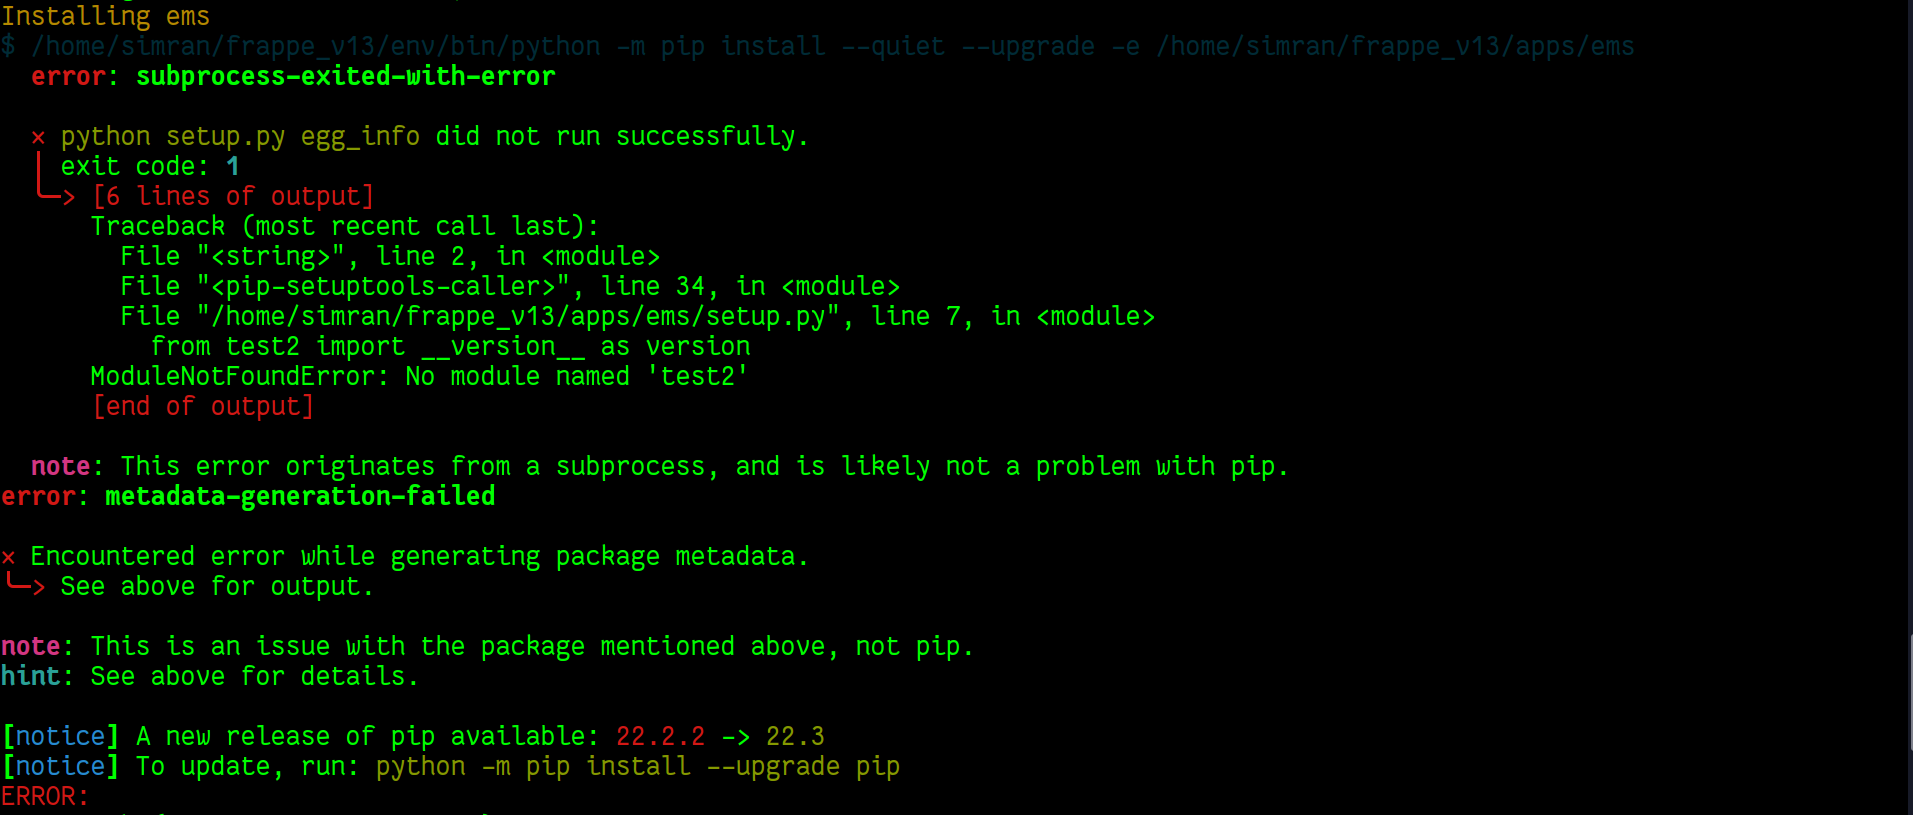 Installing ems
$ /home/simran/frappe_v13/env/bin/python -m pip install --quiet --upgrade -e /home/simran/frappe_v13/apps/ems
error: subprocess-exited-with-error
× python setup.py egg_info did not run successfully.
│ exit code: 1
╰─> [6 lines of output]
Traceback (most recent call last):
File "<string>", line 2, in <module>
File "<pip-setuptools-caller>", line 34, in <module>
File "/home/simran/frappe_v13/apps/ems/setup.py", line 7, in <module>
from test2 import __version__ as version
ModuleNotFoundError: No module named 'test2'
[end of output]
note: This error originates from a subprocess, and is likely not a problem with pip.
error: metadata-generation-failed
× Encountered error while generating package metadata.
╰─> See above for output.
note: This is an issue with the package mentioned above, not pip.
hint: See above for details.
[notice] A new release of pip available: 22.2.2 -> 22.3
[notice] To update, run: python -m pip install --upgrade pip
ERROR: